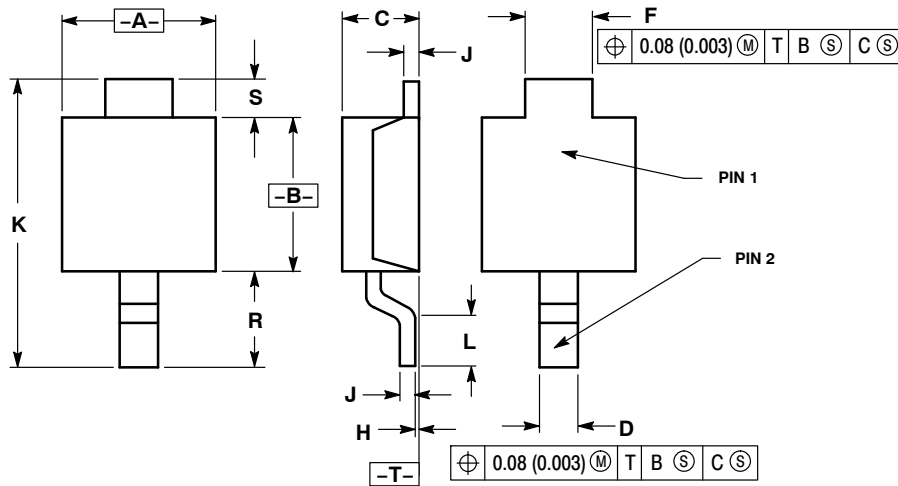 –A–
C
F
⌖ 0.08 (0.003) Ⓜ T B Ⓢ C Ⓢ
J
S
–B–
K
PIN 1
PIN 2
R
L
J
D
H
⌖ 0.08 (0.003) Ⓜ T B Ⓢ C Ⓢ
–T–